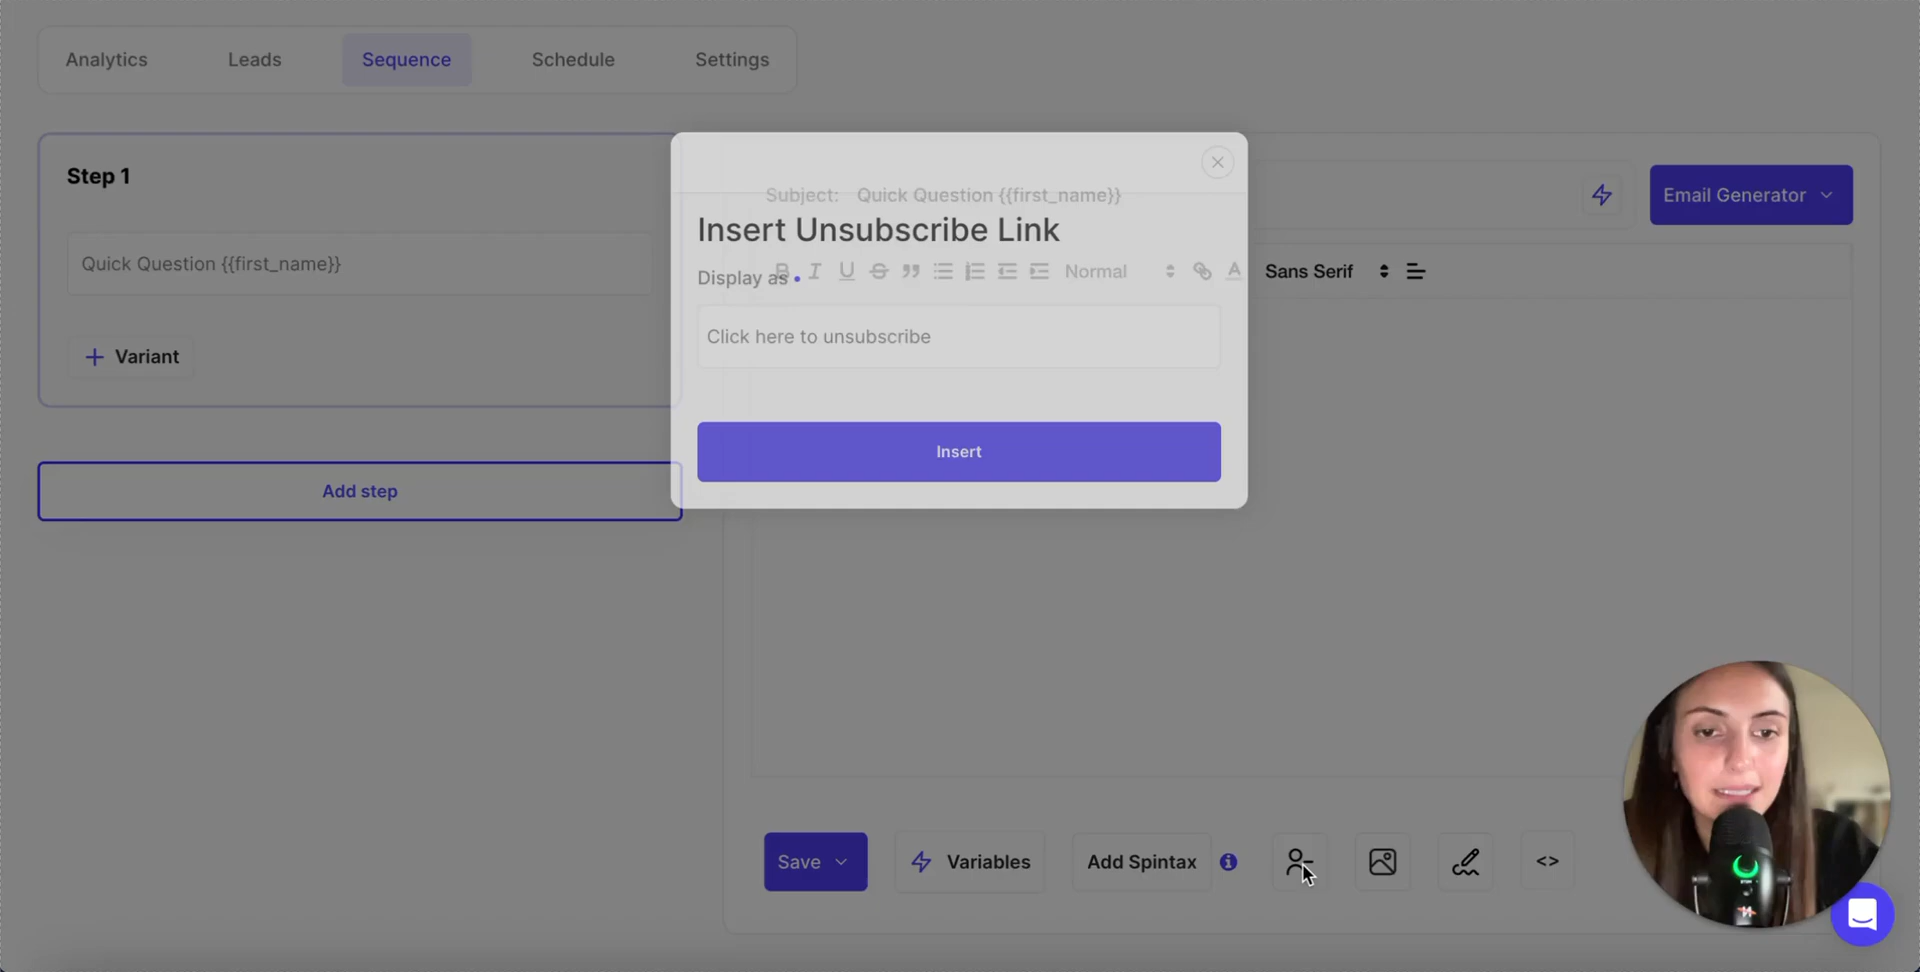 Analytics
Leads
Sequence
Schedule
Settings
Step 1
Quick Question {{first_name}}
+ Variant
Add step
Subject: Quick Question {{first_name}}
Email Generator
Insert Unsubscribe Link
Display as
B I U S
Normal
A
Sans Serif
Click here to unsubscribe
Insert
Save
Variables
Add Spintax
<>